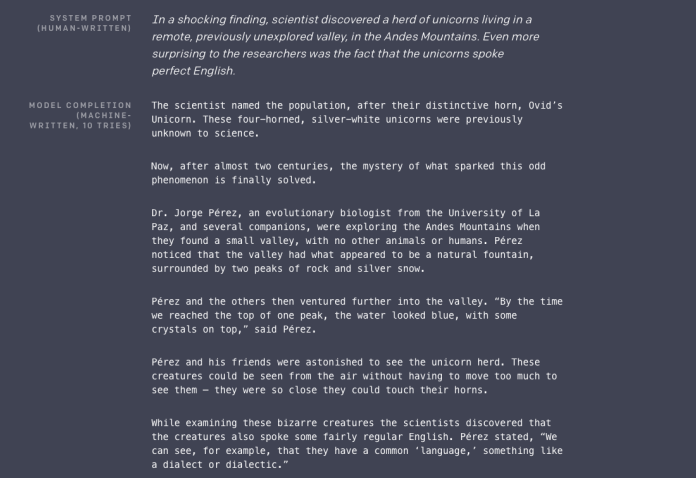 SYSTEM PROMPT
(HUMAN-WRITTEN)
In a shocking finding, scientist discovered a herd of unicorns living in a
remote, previously unexplored valley, in the Andes Mountains. Even more
surprising to the researchers was the fact that the unicorns spoke
perfect English.
MODEL COMPLETION
(MACHINE-
WRITTEN, 10 TRIES)
The scientist named the population, after their distinctive horn, Ovid’s
Unicorn. These four-horned, silver-white unicorns were previously
unknown to science.
Now, after almost two centuries, the mystery of what sparked this odd
phenomenon is finally solved.
Dr. Jorge Pérez, an evolutionary biologist from the University of La
Paz, and several companions, were exploring the Andes Mountains when
they found a small valley, with no other animals or humans. Pérez
noticed that the valley had what appeared to be a natural fountain,
surrounded by two peaks of rock and silver snow.
Pérez and the others then ventured further into the valley. “By the time
we reached the top of one peak, the water looked blue, with some
crystals on top,” said Pérez.
Pérez and his friends were astonished to see the unicorn herd. These
creatures could be seen from the air without having to move too much to
see them – they were so close they could touch their horns.
While examining these bizarre creatures the scientists discovered that
the creatures also spoke some fairly regular English. Pérez stated, “We
can see, for example, that they have a common ‘language,’ something like
a dialect or dialectic.”